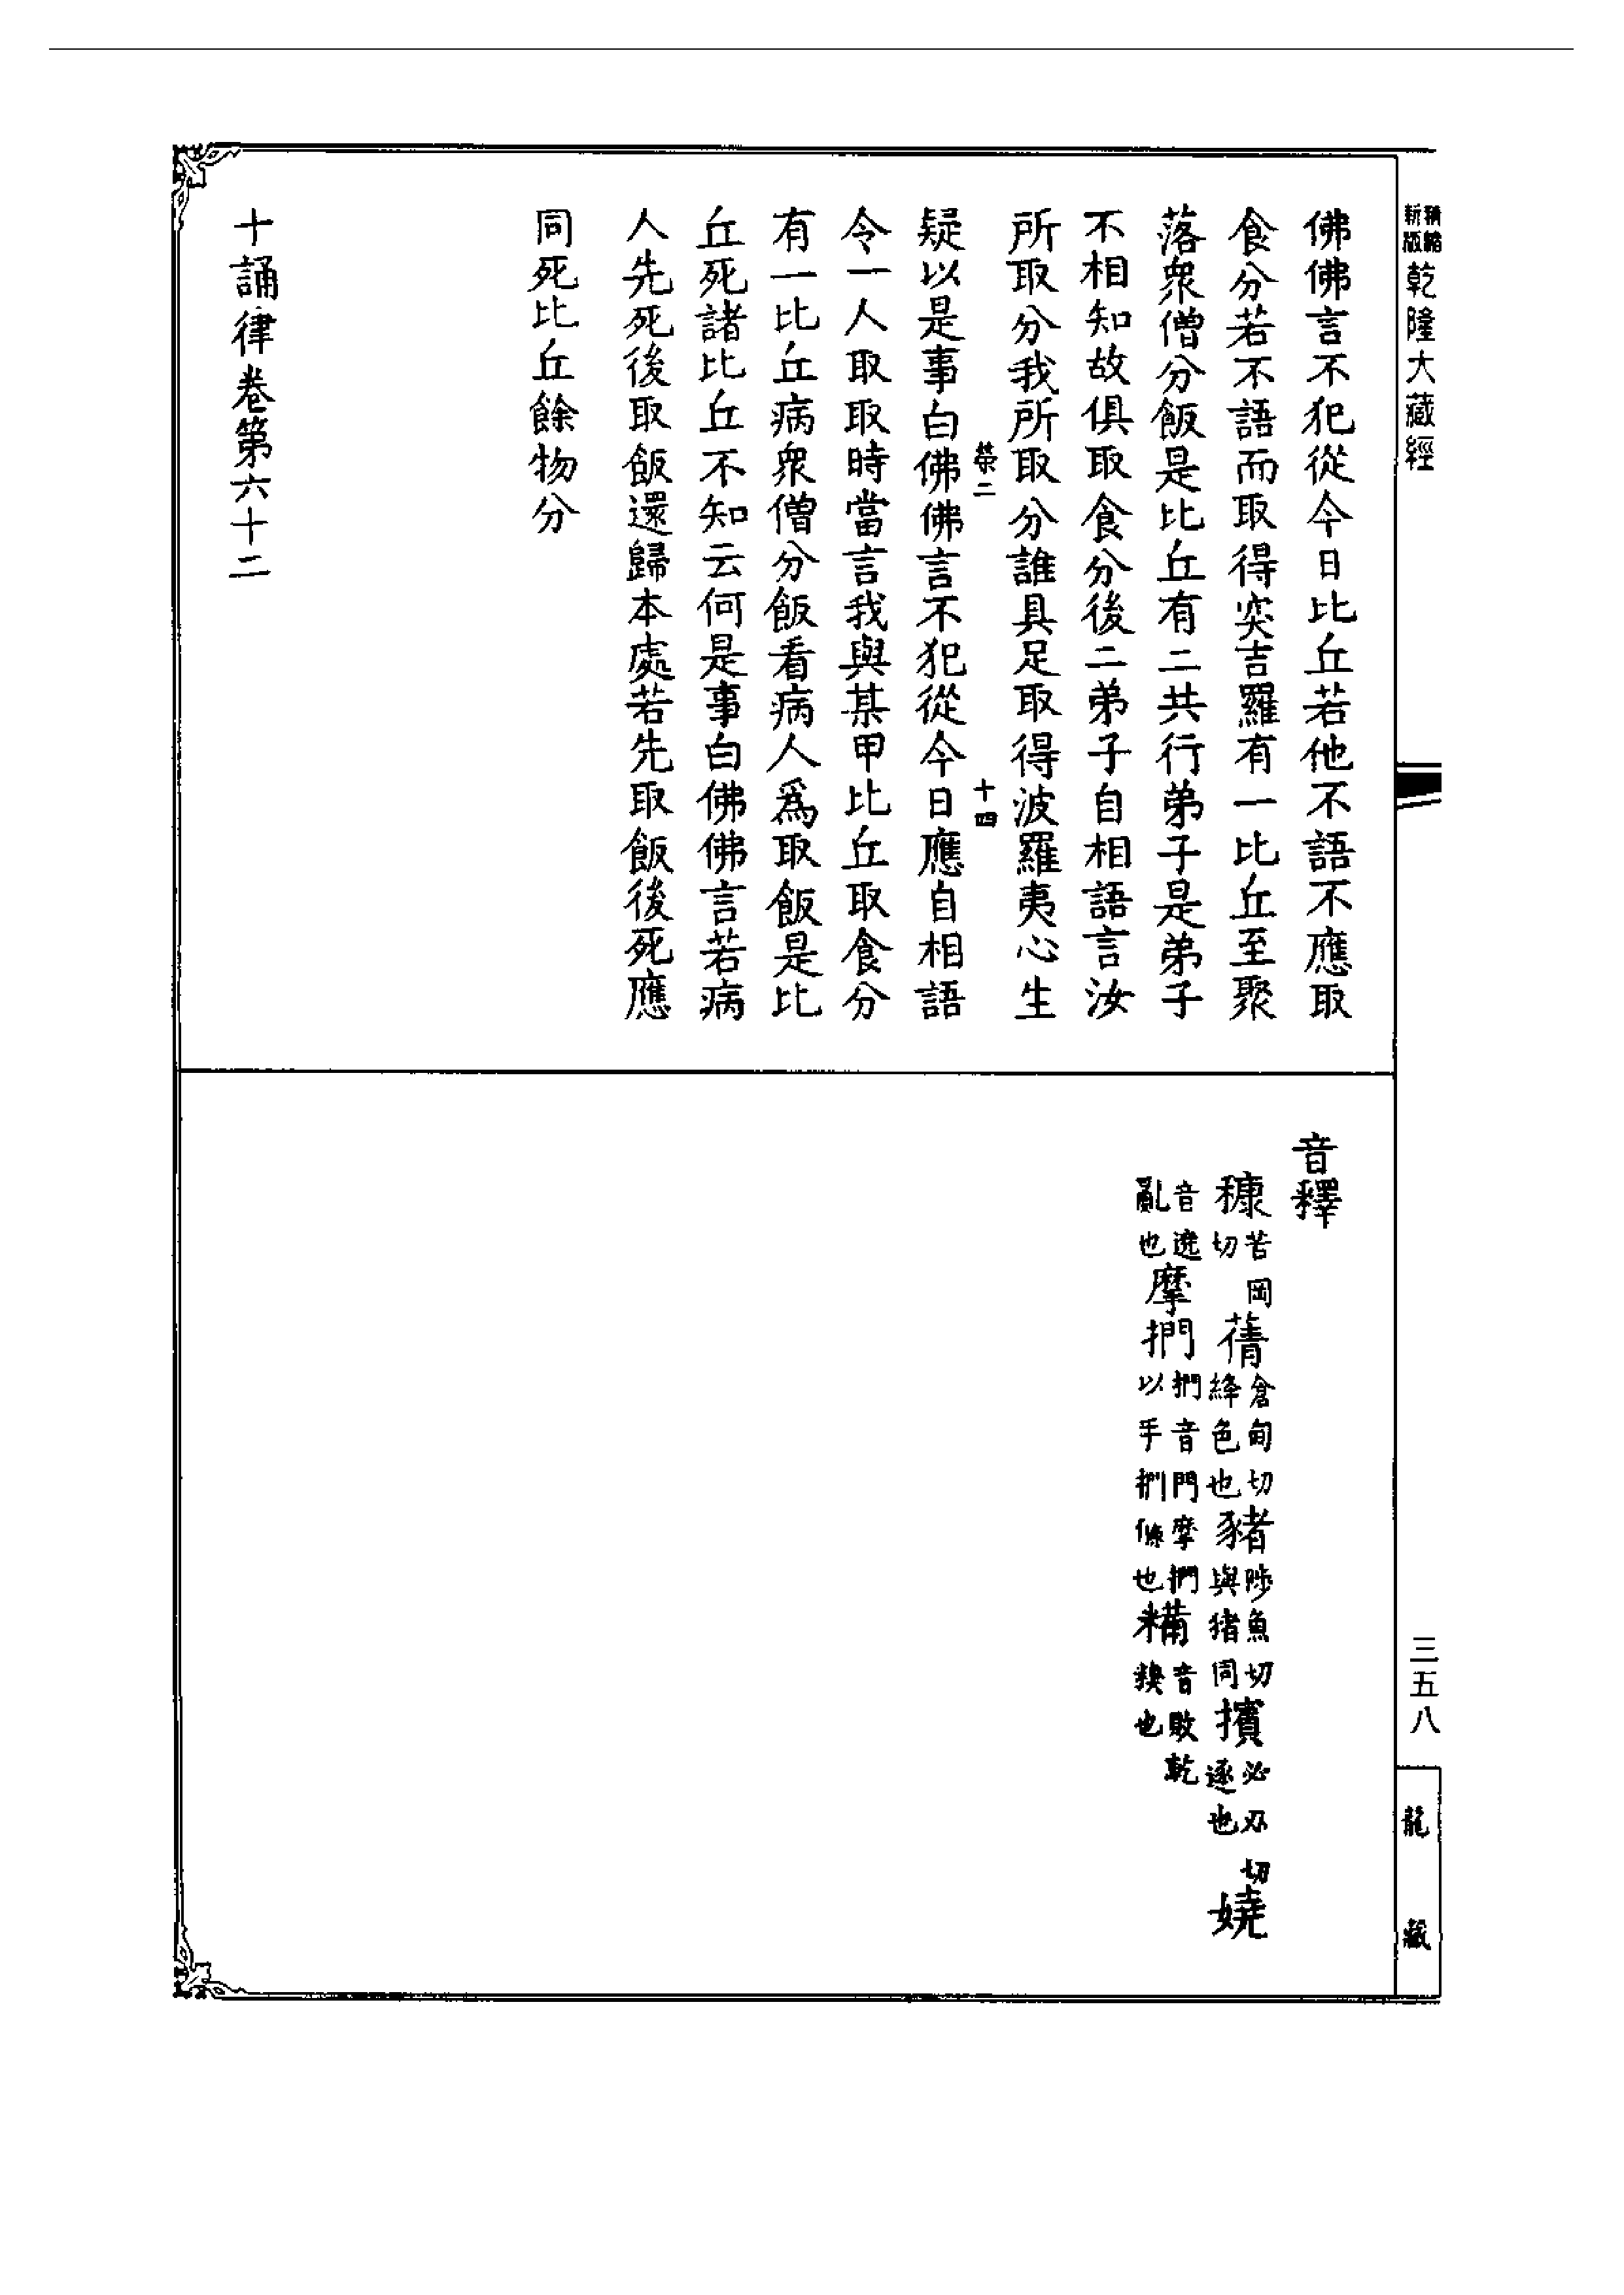 精縮
新版
乾隆大藏經
佛佛言不犯從今日比丘若他不語不應取
食分若不語而取得突吉羅有一比丘至聚
落衆僧分飯是比丘有二共行弟子是弟子
不相知故俱取食分後二弟子自相語言汝
所取分我所取分誰具足取得波羅夷心生
榮二
十四
疑以是事白佛佛言不犯從今日應自相語
令一人取取時當言我與某甲比丘取食分
有一比丘病衆僧分飯看病人爲取飯是比
丘死諸比丘不知云何是事白佛佛言若病
人先死後取飯還歸本處若先取飯後死應
同死比丘餘物分
十誦律卷第六十二
音釋
穅苦岡切蒨倉甸切絳色也豬陟魚切與猪同擯必刃切逐也嬈
音遶亂也摩捫捫音門摩捫以手捫也糒音敗乾糗也
三五八
龍藏